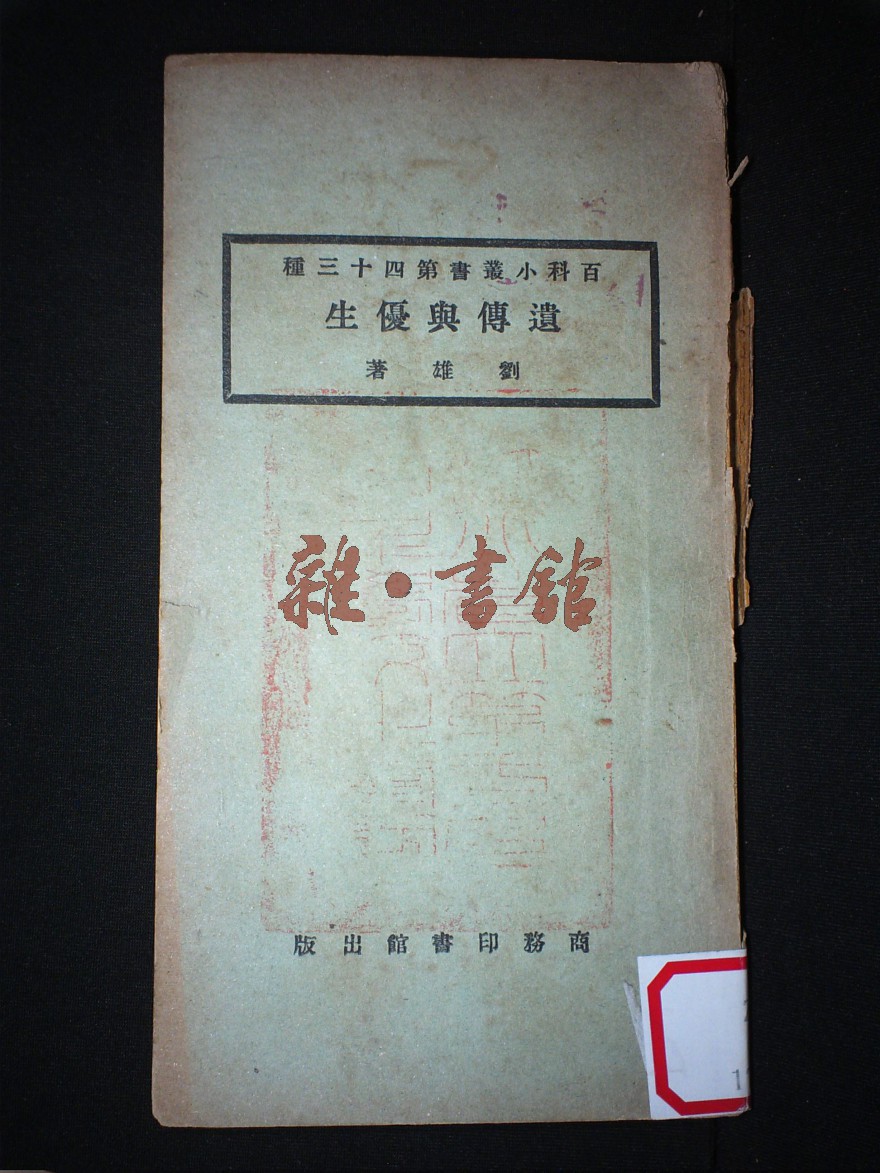 百科小叢書第四十三種
遺傳與優生
劉雄著
雜·書館
商務印書館出版